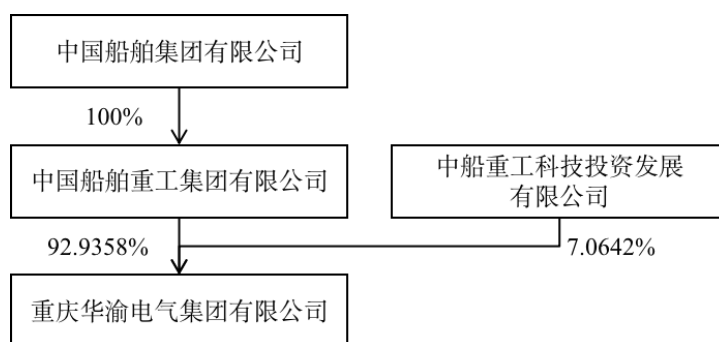 中国船舶集团有限公司
100%
中国船舶重工集团有限公司
中船重工科技投资发展
有限公司
92.9358%
7.0642%
重庆华渝电气集团有限公司